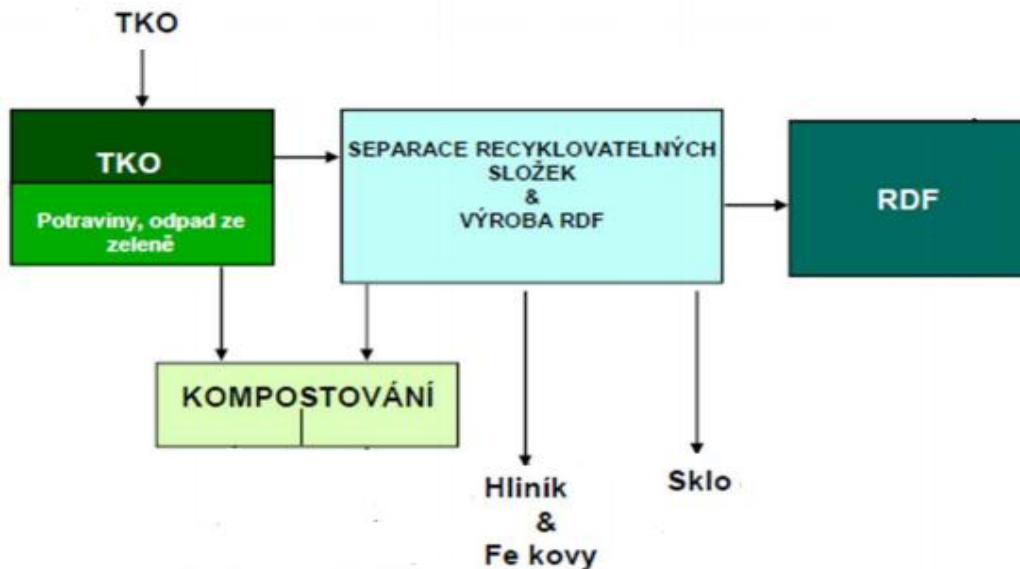 TKO
TKO
Potraviny, odpad ze
zeleně
SEPARACE RECYKLOVATELNÝCH
SLOŽEK
&
VÝROBA RDF
RDF
KOMPOSTOVÁNÍ
Hliník
&
Fe kovy
Sklo